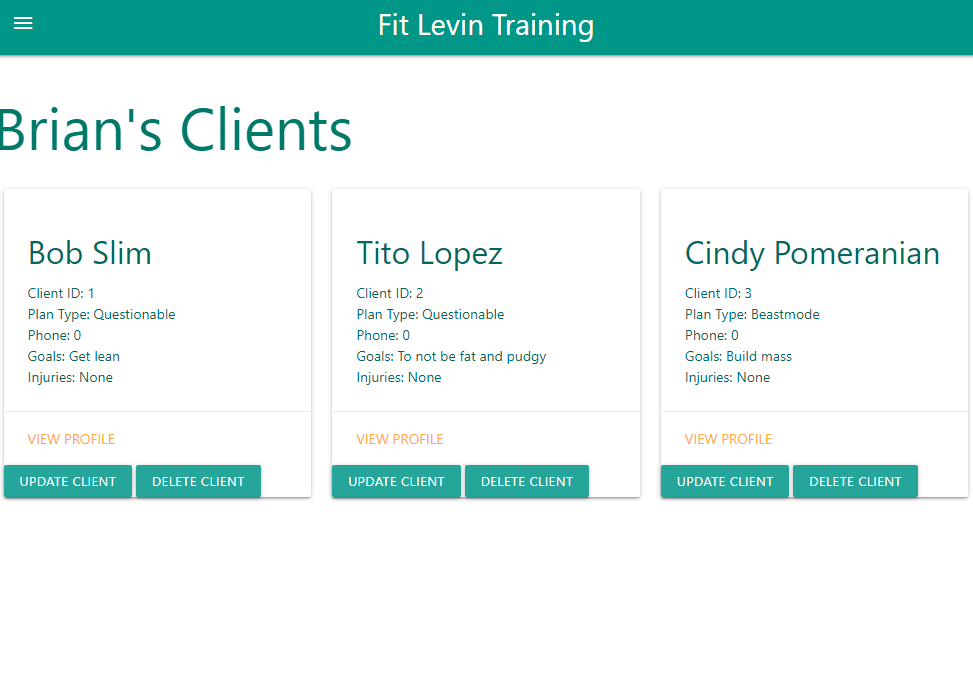 Fit Levin Training
Brian's Clients
Bob Slim
Client ID: 1
Plan Type: Questionable
Phone: 0
Goals: Get lean
Injuries: None
VIEW PROFILE
UPDATE CLIENT DELETE CLIENT
Tito Lopez
Client ID: 2
Plan Type: Questionable
Phone: 0
Goals: To not be fat and pudgy
Injuries: None
VIEW PROFILE
UPDATE CLIENT DELETE CLIENT
Cindy Pomeranian
Client ID: 3
Plan Type: Beastmode
Phone: 0
Goals: Build mass
Injuries: None
VIEW PROFILE
UPDATE CLIENT DELETE CLIENT